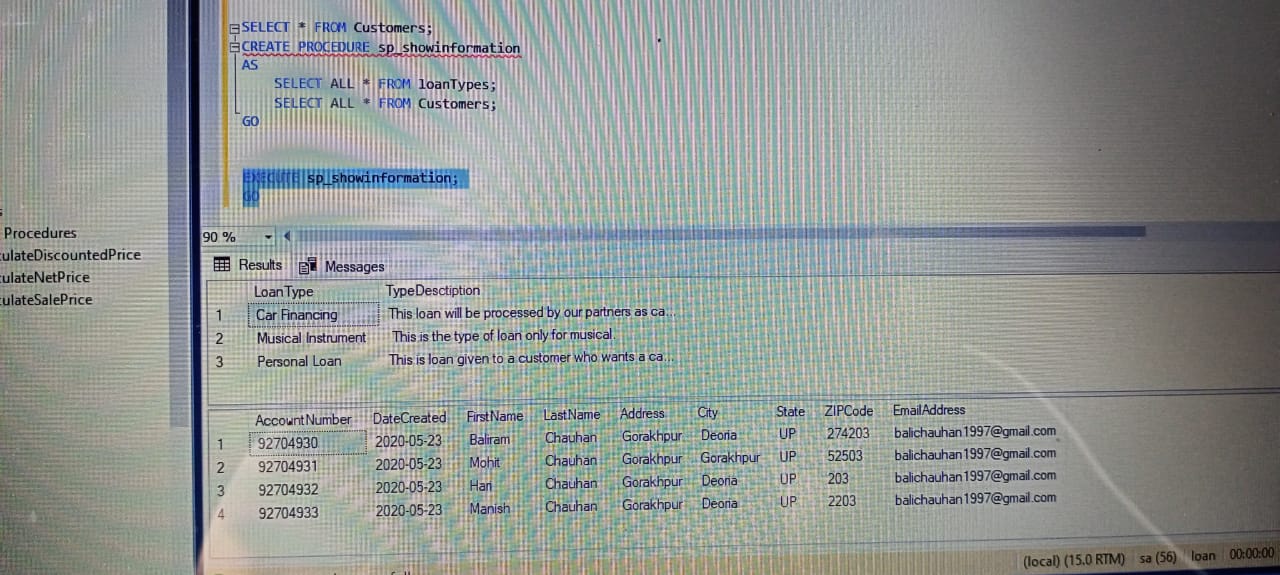 SELECT * FROM Customers;
CREATE PROCEDURE sp_showinformation
AS
SELECT ALL * FROM loanTypes;
SELECT ALL * FROM Customers;
GO
EXECUTE sp_showinformation;
GO
Procedures
ulateDiscountedPrice
ulateNetPrice
ulateSalePrice
90 %
Results Messages
LoanType TypeDesctiption
1 Car Financing This loan will be processed by our partners as ca...
2 Musical Instrument This is the type of loan only for musical.
3 Personal Loan This is loan given to a customer who wants a ca...
AccountNumber DateCreated FirstName LastName Address City State ZIPCode EmailAddress
1 92704930 2020-05-23 Baliram Chauhan Gorakhpur Deoria UP 274203 balichauhan1997@gmail.com
2 92704931 2020-05-23 Mohit Chauhan Gorakhpur Gorakhpur UP 52503 balichauhan1997@gmail.com
3 92704932 2020-05-23 Hari Chauhan Gorakhpur Deoria UP 203 balichauhan1997@gmail.com
4 92704933 2020-05-23 Manish Chauhan Gorakhpur Deoria UP 2203 balichauhan1997@gmail.com
(local) (15.0 RTM) sa (56) loan 00:00:00